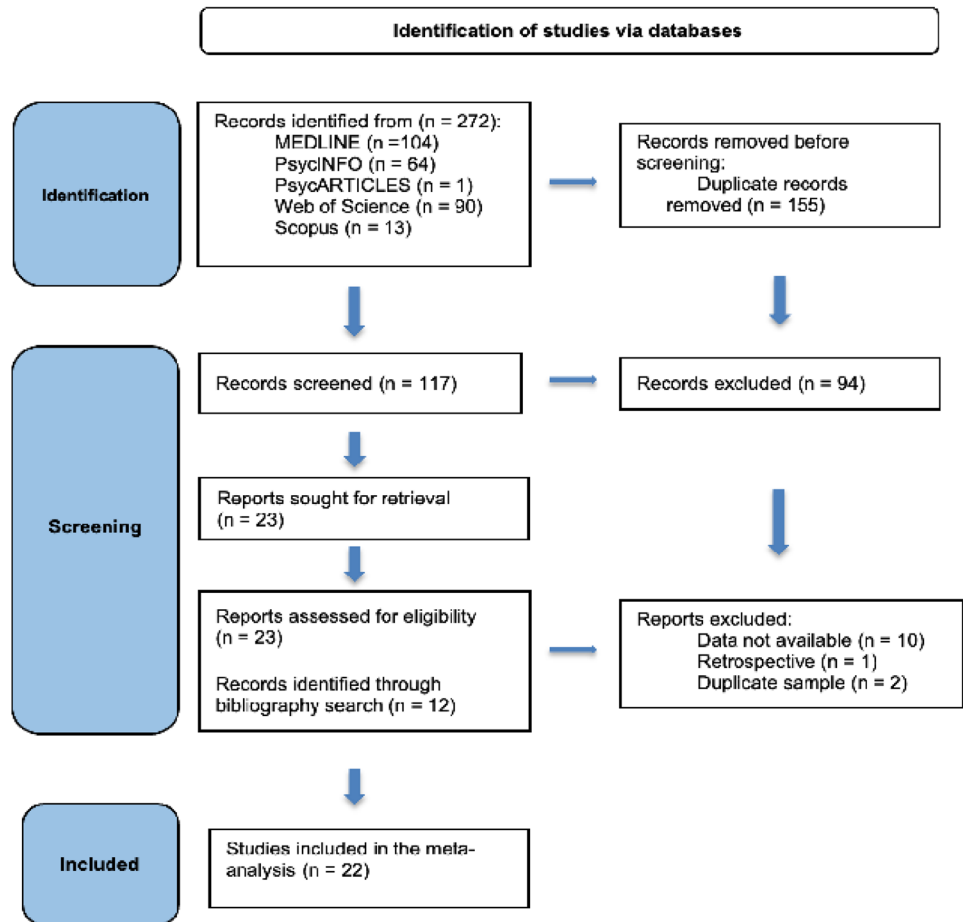 Identification of studies via databases
Identification
Records identified from (n = 272):
MEDLINE (n =104)
PsycINFO (n = 64)
PsycARTICLES (n = 1)
Web of Science (n = 90)
Scopus (n = 13)
Records removed before
screening:
Duplicate records
removed (n = 155)
Screening
Records screened (n = 117)
Records excluded (n = 94)
Reports sought for retrieval
(n = 23)
Reports assessed for eligibility
(n = 23)
Records identified through
bibliography search (n = 12)
Reports excluded:
Data not available (n = 10)
Retrospective (n = 1)
Duplicate sample (n = 2)
Included
Studies included in the meta-
analysis (n = 22)